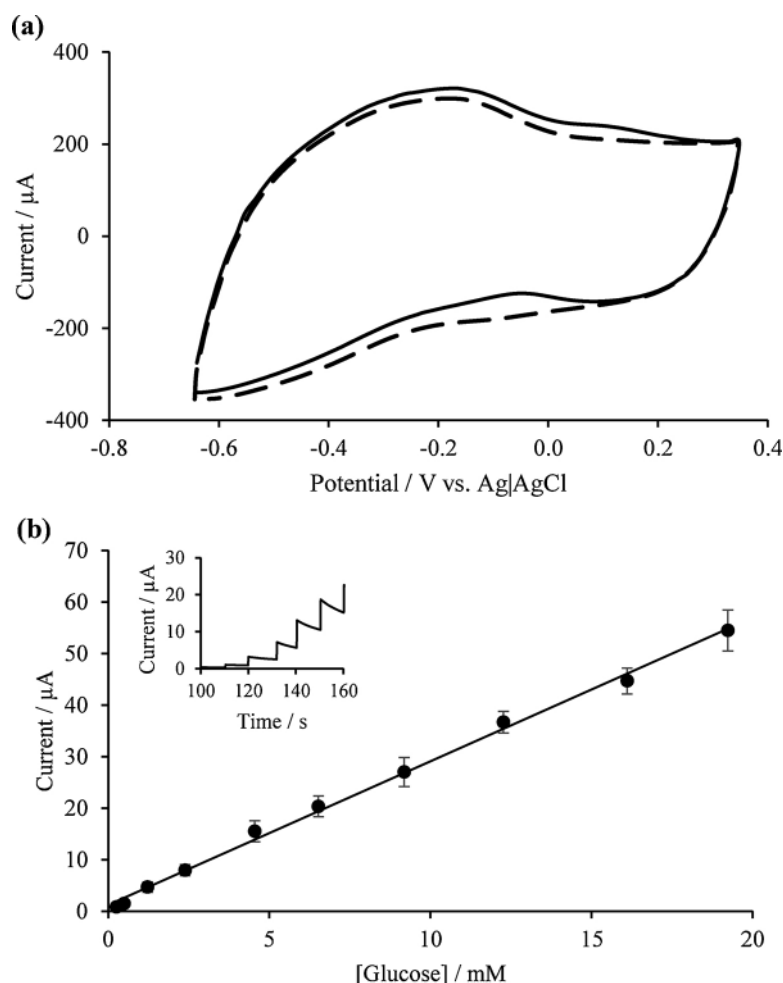 (a)
400
200
0
-200
-400
Current / μA
-0.8 -0.6 -0.4 -0.2 0.0 0.2 0.4
Potential / V vs. Ag|AgCl
(b)
70
60
50
40
30
20
10
0
Current / μA
30
20
10
0
Current / μA
100 120 140 160
Time / s
0 5 10 15 20
[Glucose] / mM